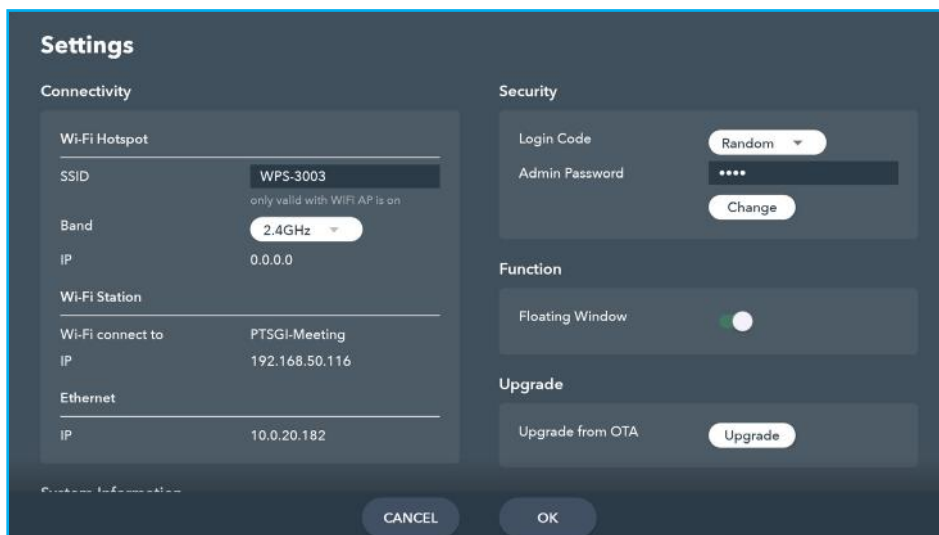 Settings
Connectivity
Wi-Fi Hotspot
SSID WPS-3003
only valid with WiFi AP is on
Band 2.4GHz
IP 0.0.0.0
Wi-Fi Station
Wi-Fi connect to PTSGI-Meeting
IP 192.168.50.116
Ethernet
IP 10.0.20.182
System Information
Security
Login Code Random
Admin Password ••••
Change
Function
Floating Window
Upgrade
Upgrade from OTA Upgrade
CANCEL OK